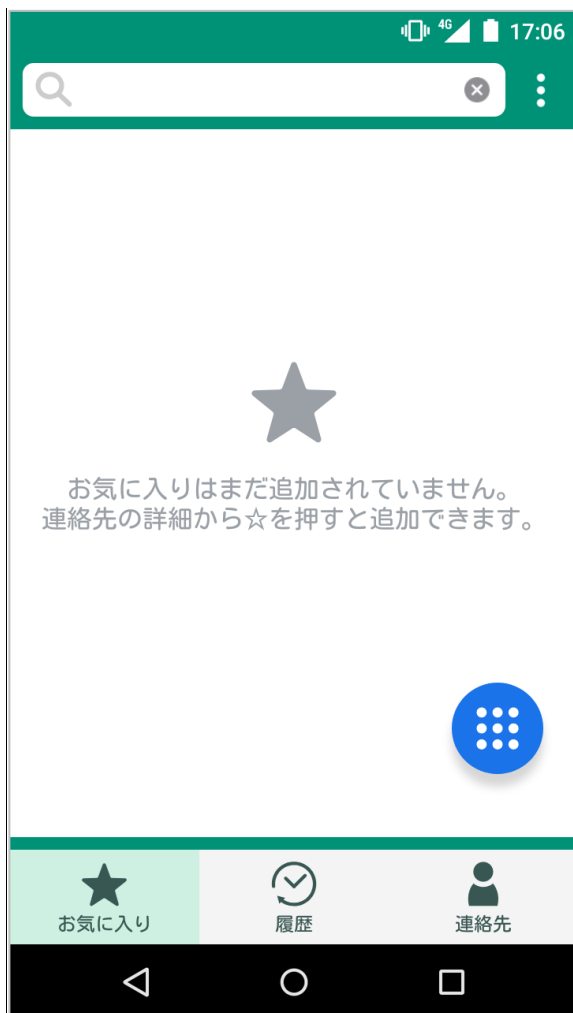 4G 17:06
お気に入りはまだ追加されていません。
連絡先の詳細から☆を押すと追加できます。
お気に入り 履歴 連絡先